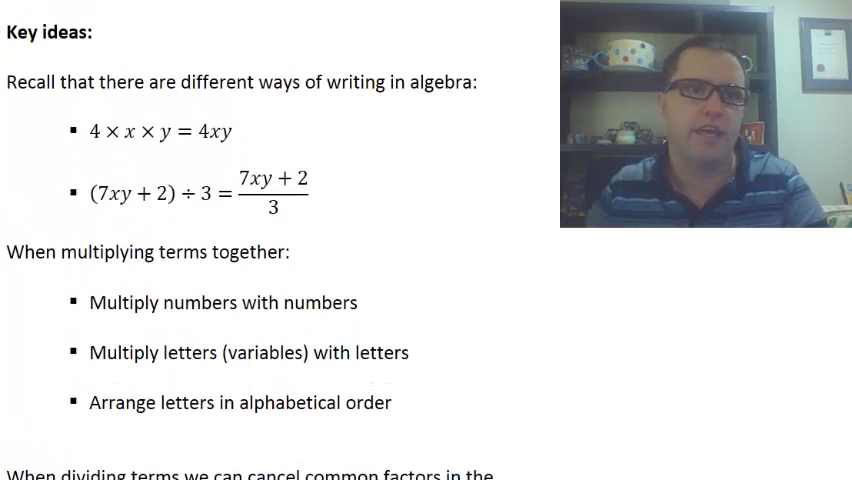 Key ideas:
Recall that there are different ways of writing in algebra:
▪ 4 × x × y = 4xy
▪ (7xy + 2) ÷ 3 = (7xy + 2)/3
When multiplying terms together:
▪ Multiply numbers with numbers
▪ Multiply letters (variables) with letters
▪ Arrange letters in alphabetical order
When dividing terms we can cancel common factors in the